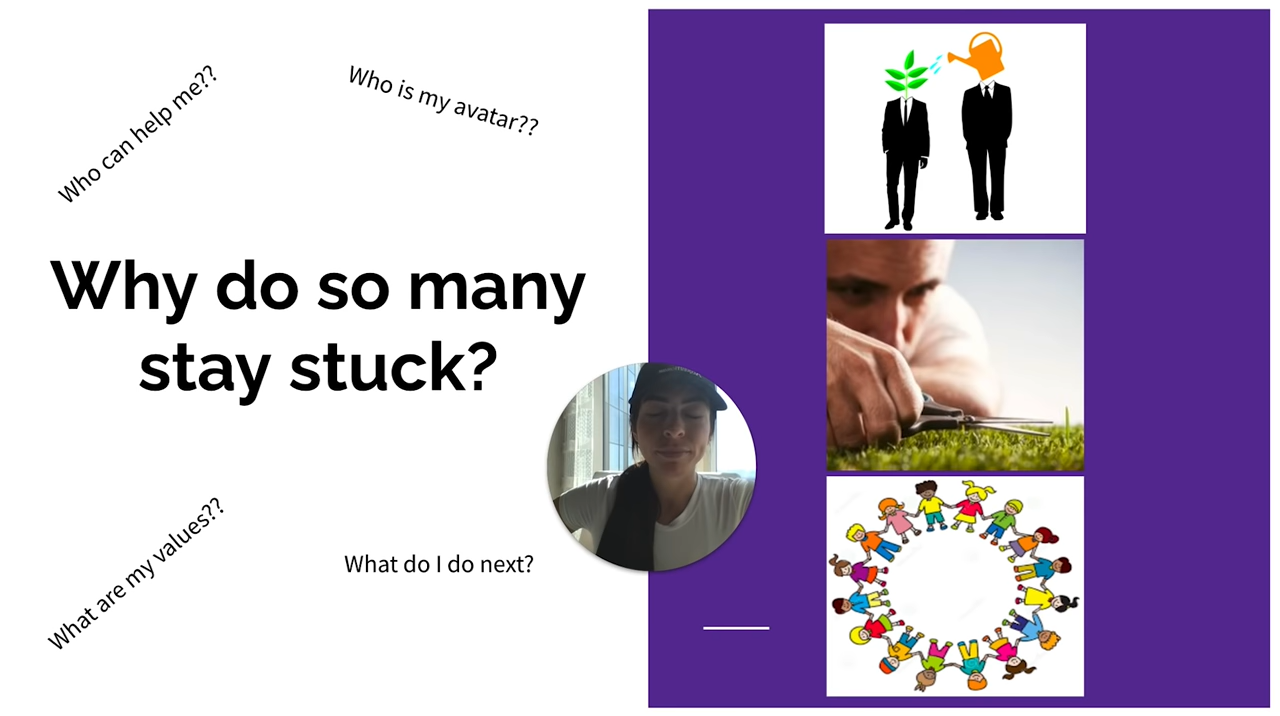 Who can help me??
Who is my avatar??
Why do so many
stay stuck?
What are my values??
What do I do next?